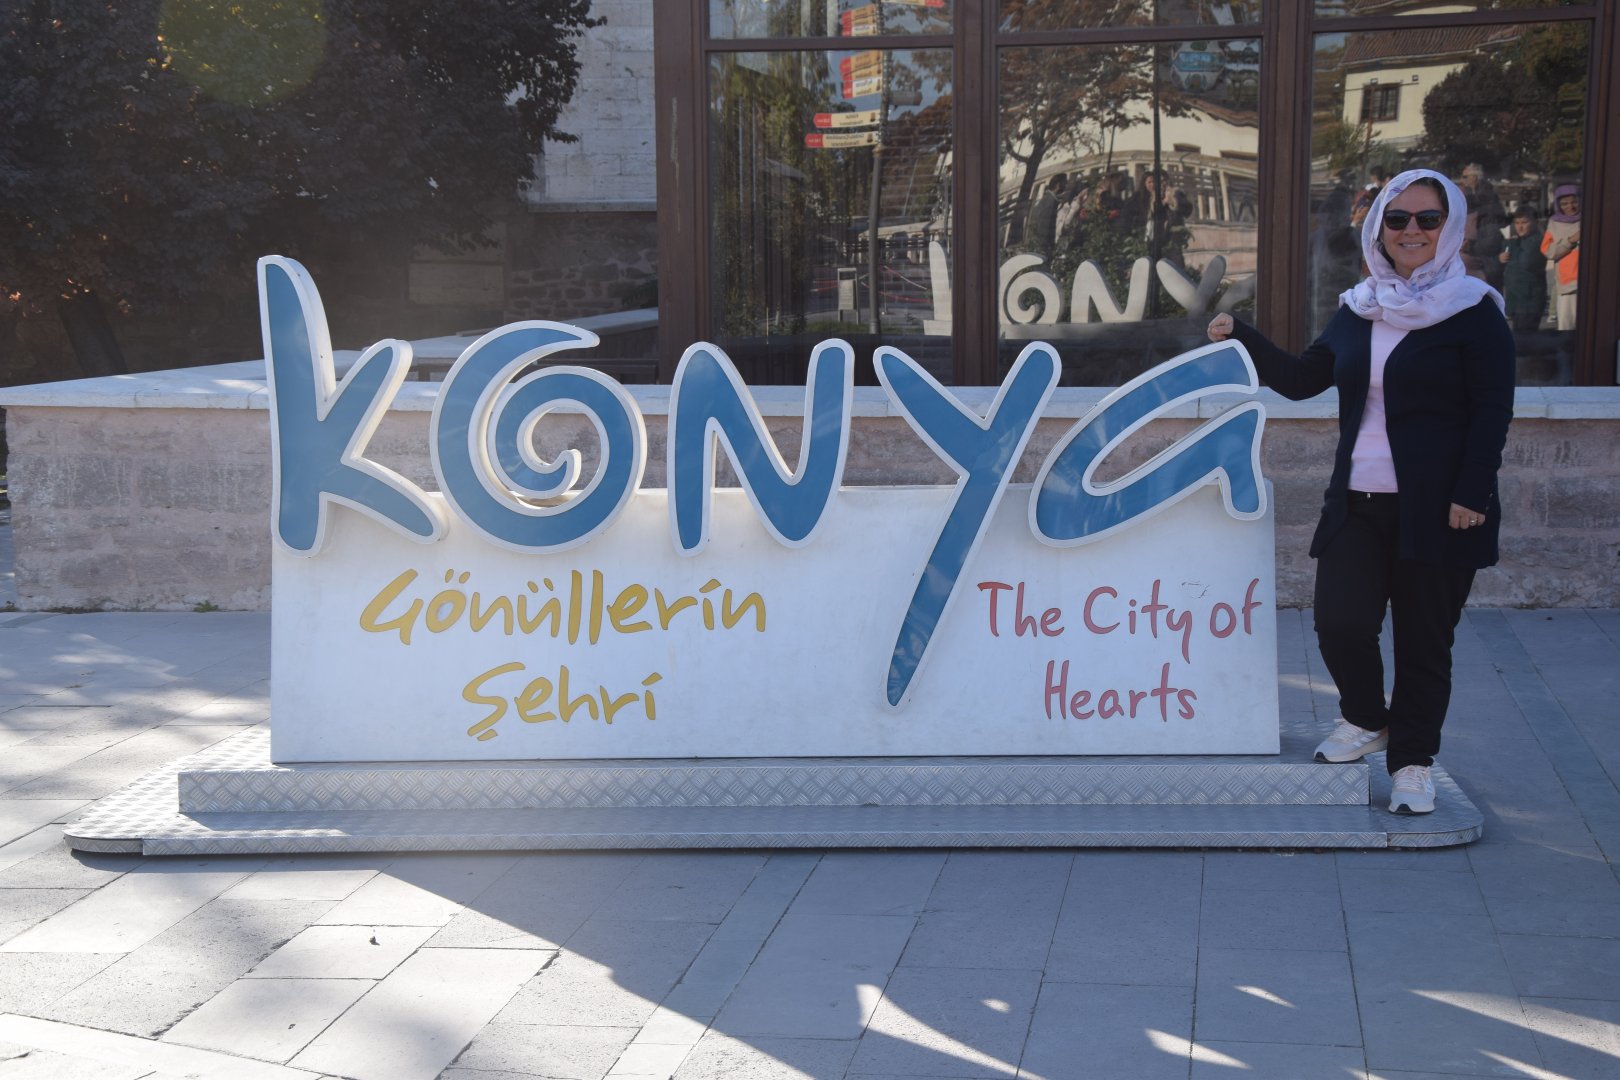 Konya
Gönüllerin
Şehri
The City of
Hearts